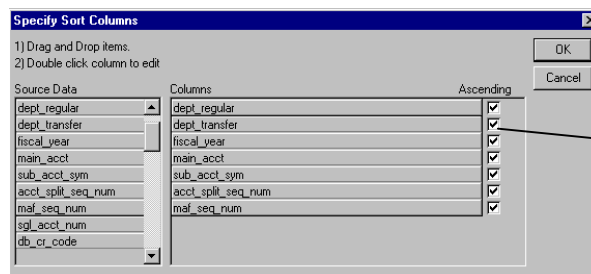 Specify Sort Columns
1) Drag and Drop items.
2) Double click column to edit
OK
Cancel
Source Data Columns Ascending
dept_regular dept_regular
dept_transfer dept_transfer
fiscal_year fiscal_year
main_acct main_acct
sub_acct_sym sub_acct_sym
acct_split_seq_num acct_split_seq_num
maf_seq_num maf_seq_num
sgl_acct_num
db_cr_code